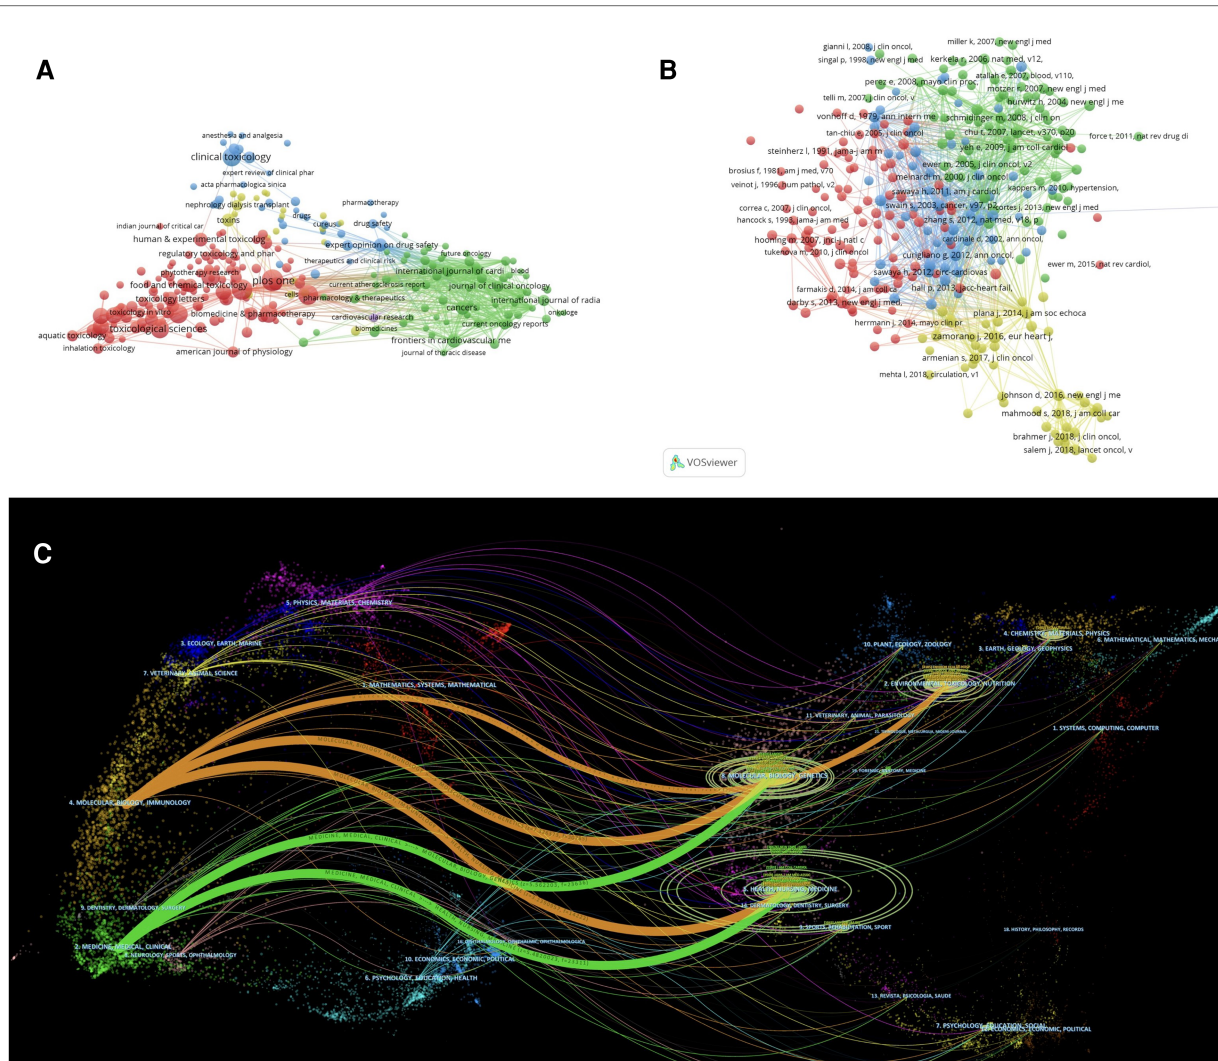 A
anesthesia and analgesia
clinical toxicology
expert review of clinical phar
acta pharmacologica sinica
nephrology dialysis transplant
pharmacotherapy
drugs
toxins
cureus
drug safety
indian journal of critical car
human & experimental toxicolog
expert opinion on drug safety
regulatory toxicology and phar
future oncology
therapeutics and clinical risk
phytotherapy research
international journal of cardi
blood
plos one
food and chemical toxicology
current atherosclerosis report
journal of clinical oncology
cells
toxicology letters
pharmacology & therapeutics
international journal of radia
cancers
toxicology in vitro
biomedicine & pharmacotherapy
onkologe
cardiovascular research
current oncology reports
toxicological sciences
biomedicines
aquatic toxicology
frontiers in cardiovascular me
inhalation toxicology
american journal of physiology
journal of thoracic disease
B
miller k, 2007, new engl j med
gianni l, 2008, j clin oncol,
singal p, 1998, new engl j med
kerkela r, 2006, nat med, v12,
atallah e, 2007, blood, v110,
perez e, 2008, mayo clin proc,
motzer r, 2007, new engl j med
telli m, 2007, j clin oncol, v
hurwitz h, 2004, new engl j me
vonhoff d, 1979, ann intern me
schmidinger m, 2008, j clin on
tan-chiu e, 2005, j clin oncol
chu t, 2007, lancet, v370, p20
force t, 2011, nat rev drug di
steinherz l, 1991, jama-j am m
yeh e, 2009, j am coll cardiol
ewer m, 2005, j clin oncol, v2
brosius f, 1981, am j med, v70
meinardi m, 2000, j clin oncol
veinot j, 1996, hum pathol, v2
sawaya h, 2011, am j cardiol,
kappers m, 2010, hypertension,
correa c, 2007, j clin oncol,
swain s, 2003, cancer, v97, p2
cortes j, 2013, new engl j med
hancock s, 1993, jama-j am med
zhang s, 2012, nat med, v18, p
hooning m, 2007, jnci-j natl c
cardinale d, 2002, ann oncol,
tukenova m, 2010, j clin oncol
curigliano g, 2012, ann oncol,
ewer m, 2015, nat rev cardiol,
sawaya h, 2012, circ-cardiovas
farmakis d, 2014, j am coll ca
hall p, 2013, jacc-heart fail,
darby s, 2013, new engl j med,
plana j, 2014, j am soc echoca
herrmann j, 2014, mayo clin pr
zamorano j, 2016, eur heart j,
armenian s, 2017, j clin oncol
mehta l, 2018, circulation, v1
johnson d, 2016, new engl j me
mahmood s, 2018, j am coll car
brahmer j, 2018, j clin oncol,
salem j, 2018, lancet oncol, v
VOSviewer
C
5. PHYSICS, MATERIALS, CHEMISTRY
3. ECOLOGY, EARTH, MARINE
7. VETERINARY, ANIMAL, SCIENCE
1. MATHEMATICS, SYSTEMS, MATHEMATICAL
4. MOLECULAR, BIOLOGY, IMMUNOLOGY
9. DENTISTRY, DERMATOLOGY, SURGERY
2. MEDICINE, MEDICAL, CLINICAL
8. NEUROLOGY, SPORTS, OPHTHALMOLOGY
6. PSYCHOLOGY, EDUCATION, HEALTH
10. ECONOMICS, ECONOMIC, POLITICAL
4. CHEMISTRY, MATERIALS, PHYSICS
6. MATHEMATICAL, MATHEMATICS, MECHA
10. PLANT, ECOLOGY, ZOOLOGY
3. EARTH, GEOLOGY, GEOPHYSICS
2. ENVIRONMENTAL, TOXICOLOGY, NUTRITION
11. VETERINARY, ANIMAL, PARASITOLOGY
1. SYSTEMS, COMPUTING, COMPUTER
8. MOLECULAR, BIOLOGY, GENETICS
5. HEALTH, NURSING, MEDICINE
14. DERMATOLOGY, DENTISTRY, SURGERY
9. SPORTS, REHABILITATION, SPORT
18. HISTORY, PHILOSOPHY, RECORDS
13. REVISTA, PSICOLOGIA, SAUDE
7. PSYCHOLOGY, EDUCATION, SOCIAL
12. ECONOMICS, ECONOMIC, POLITICAL